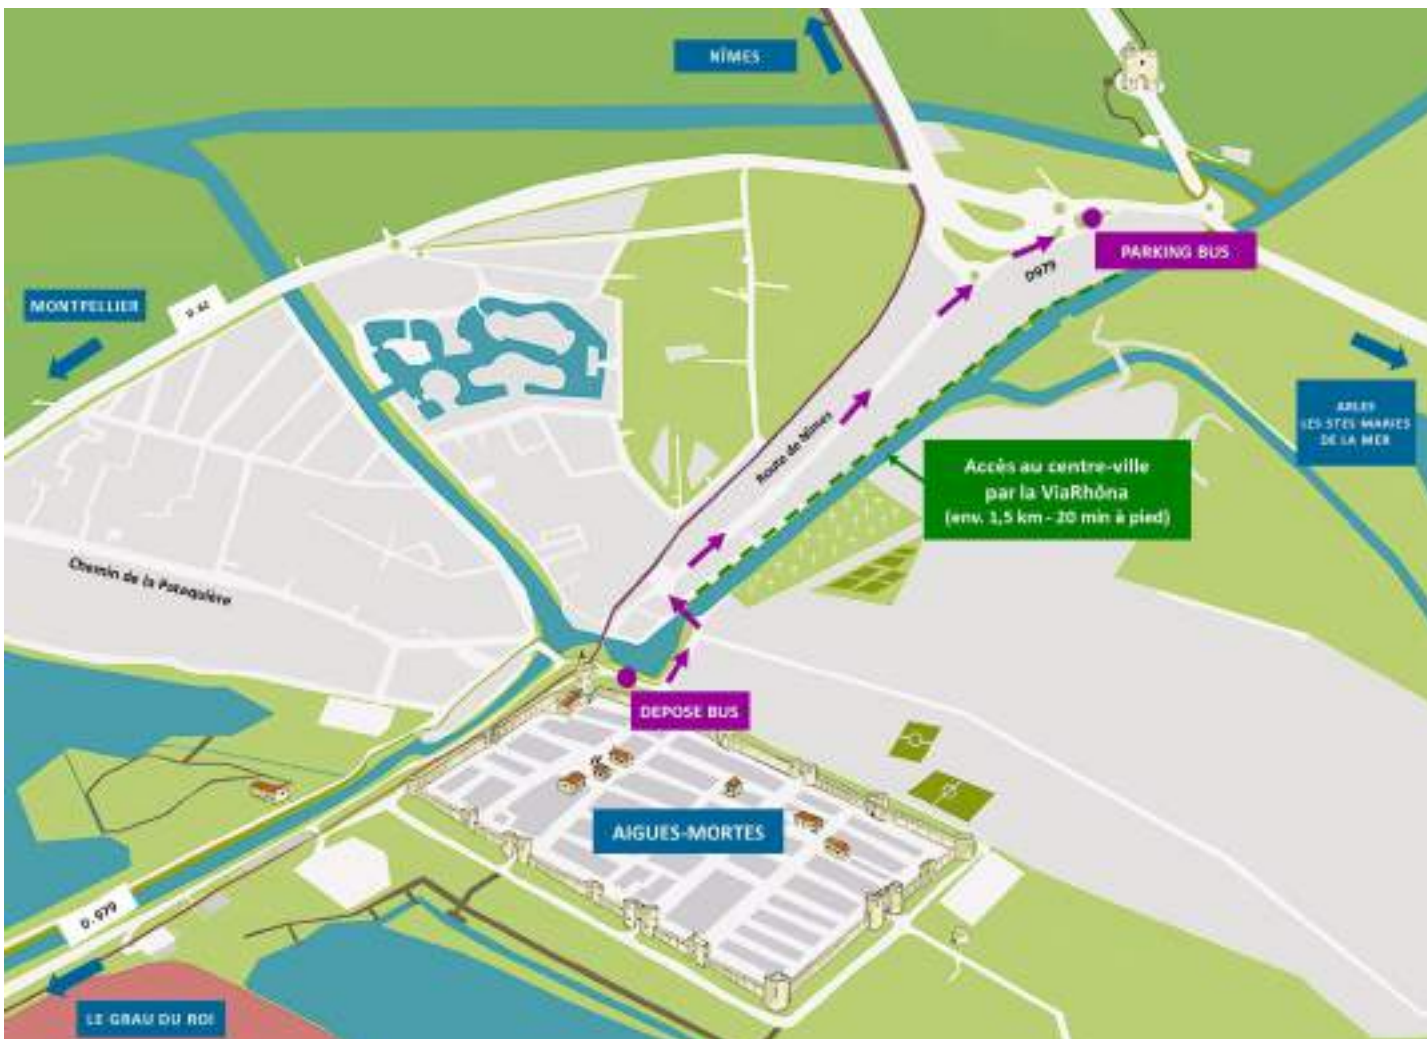 NÎMES
PARKING BUS
D979
MONTPELLIER
D.62
ARLES
LES STES MARIES
DE LA MER
Route de Nîmes
Accès au centre-ville
par la ViaRhôna
(env. 1,5 km - 20 min à pied)
Chemin de la Pataquière
DEPOSE BUS
AIGUES-MORTES
D.979
LE GRAU DU ROI